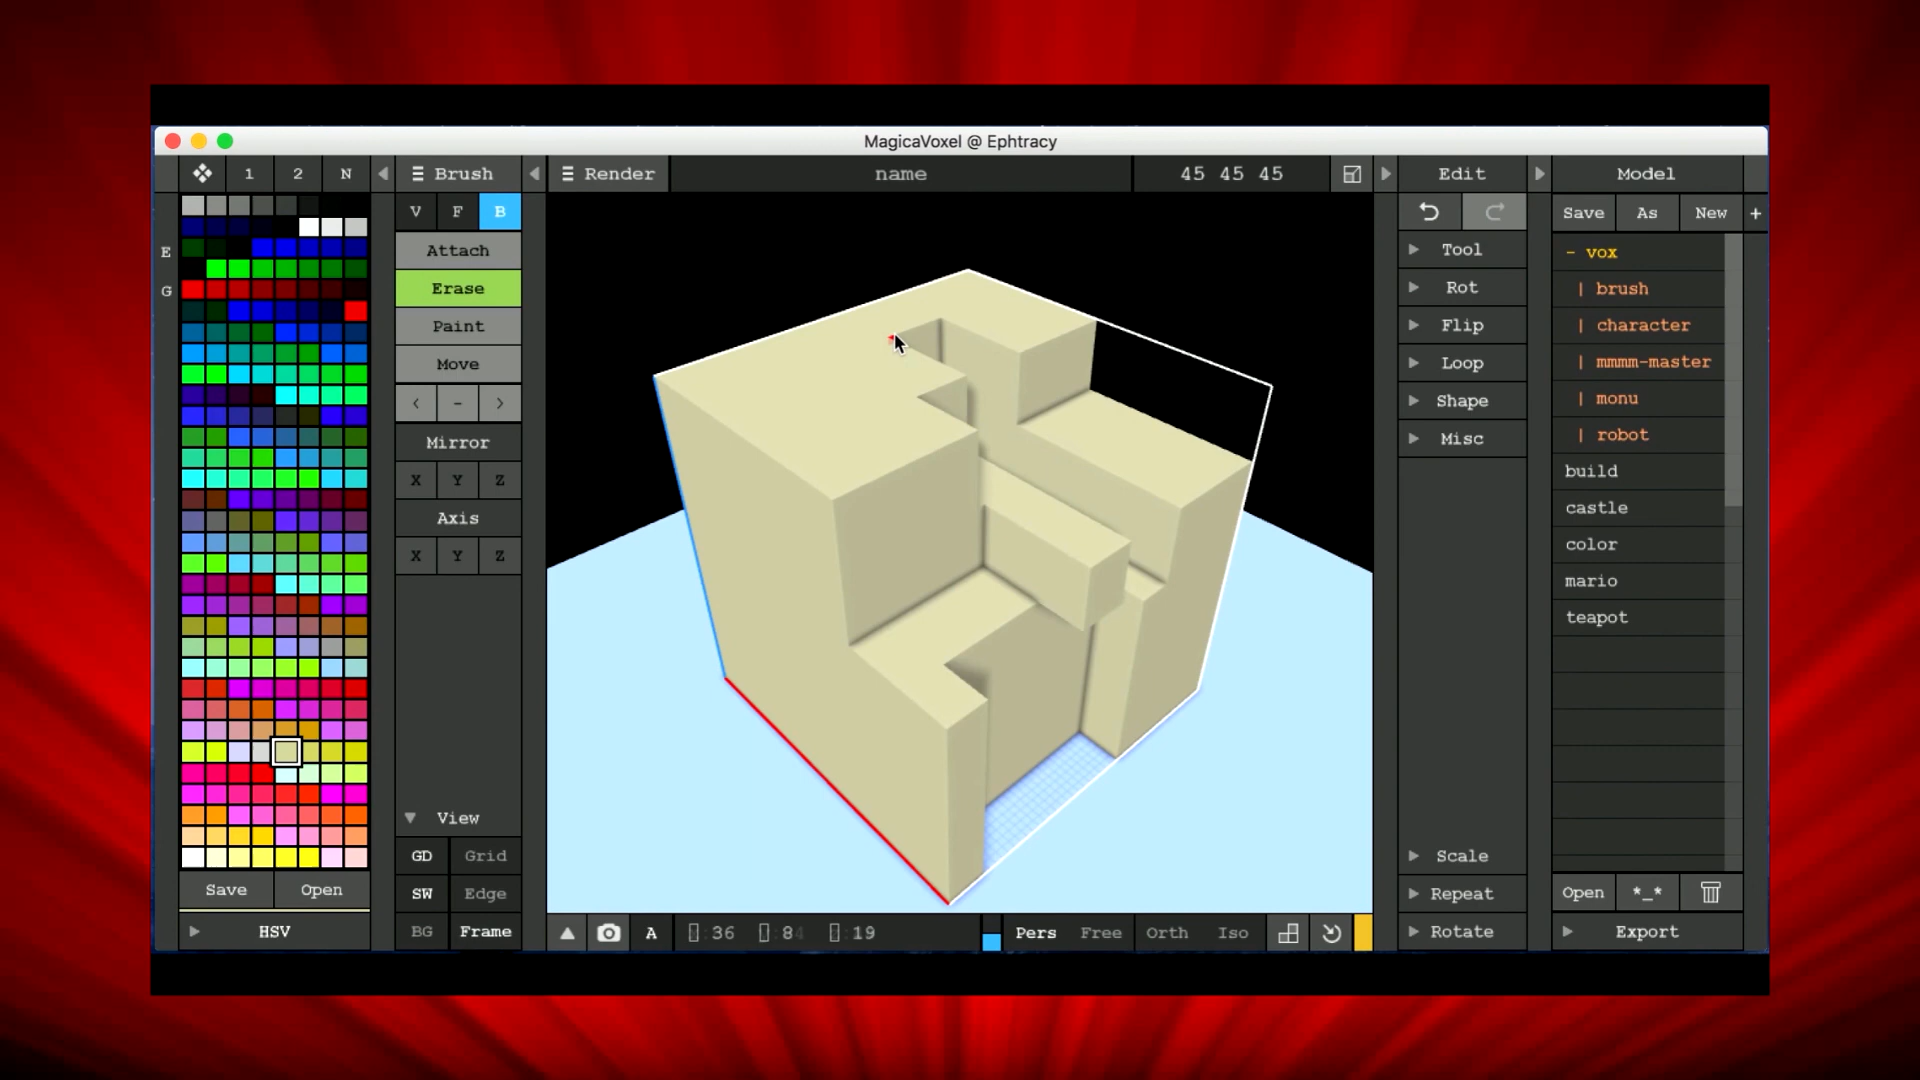 MagicaVoxel @ Ephtracy
1 2 N
Brush
Render
name
45 45 45
Edit
Model
V F B
Save As New +
E
G
Attach
Erase
Paint
Move
< - >
Mirror
X Y Z
Axis
X Y Z
Tool
Rot
Flip
Loop
Shape
Misc
- vox
| brush
| character
| mmmm-master
| monu
| robot
build
castle
color
mario
teapot
View
GD Grid
SW Edge
BG Frame
Save Open
HSV
A
:36 :8 :19
Pers Free Orth Iso
Scale
Repeat
Rotate
Open *_*
Export